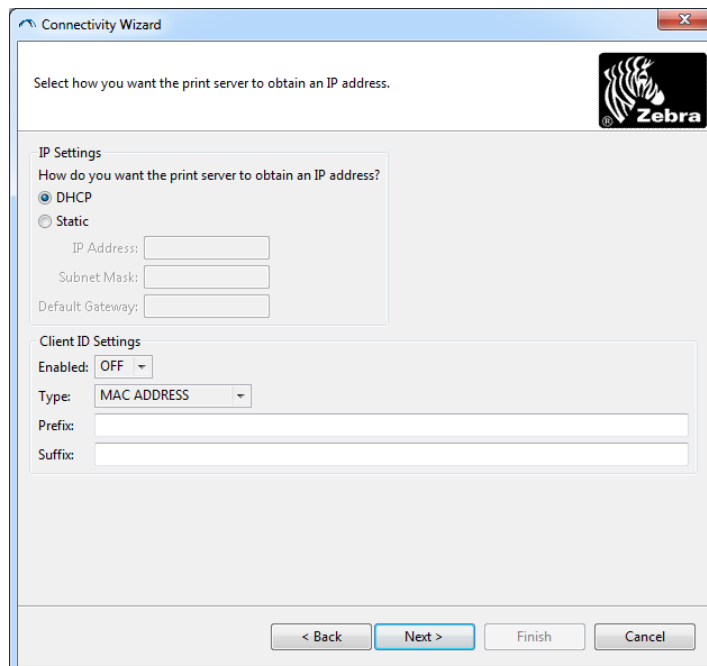 Connectivity Wizard
Select how you want the print server to obtain an IP address.
® Zebra
IP Settings
How do you want the print server to obtain an IP address?
DHCP
Static
IP Address:
Subnet Mask:
Default Gateway:
Client ID Settings
Enabled: OFF
Type: MAC ADDRESS
Prefix:
Suffix:
< Back Next > Finish Cancel